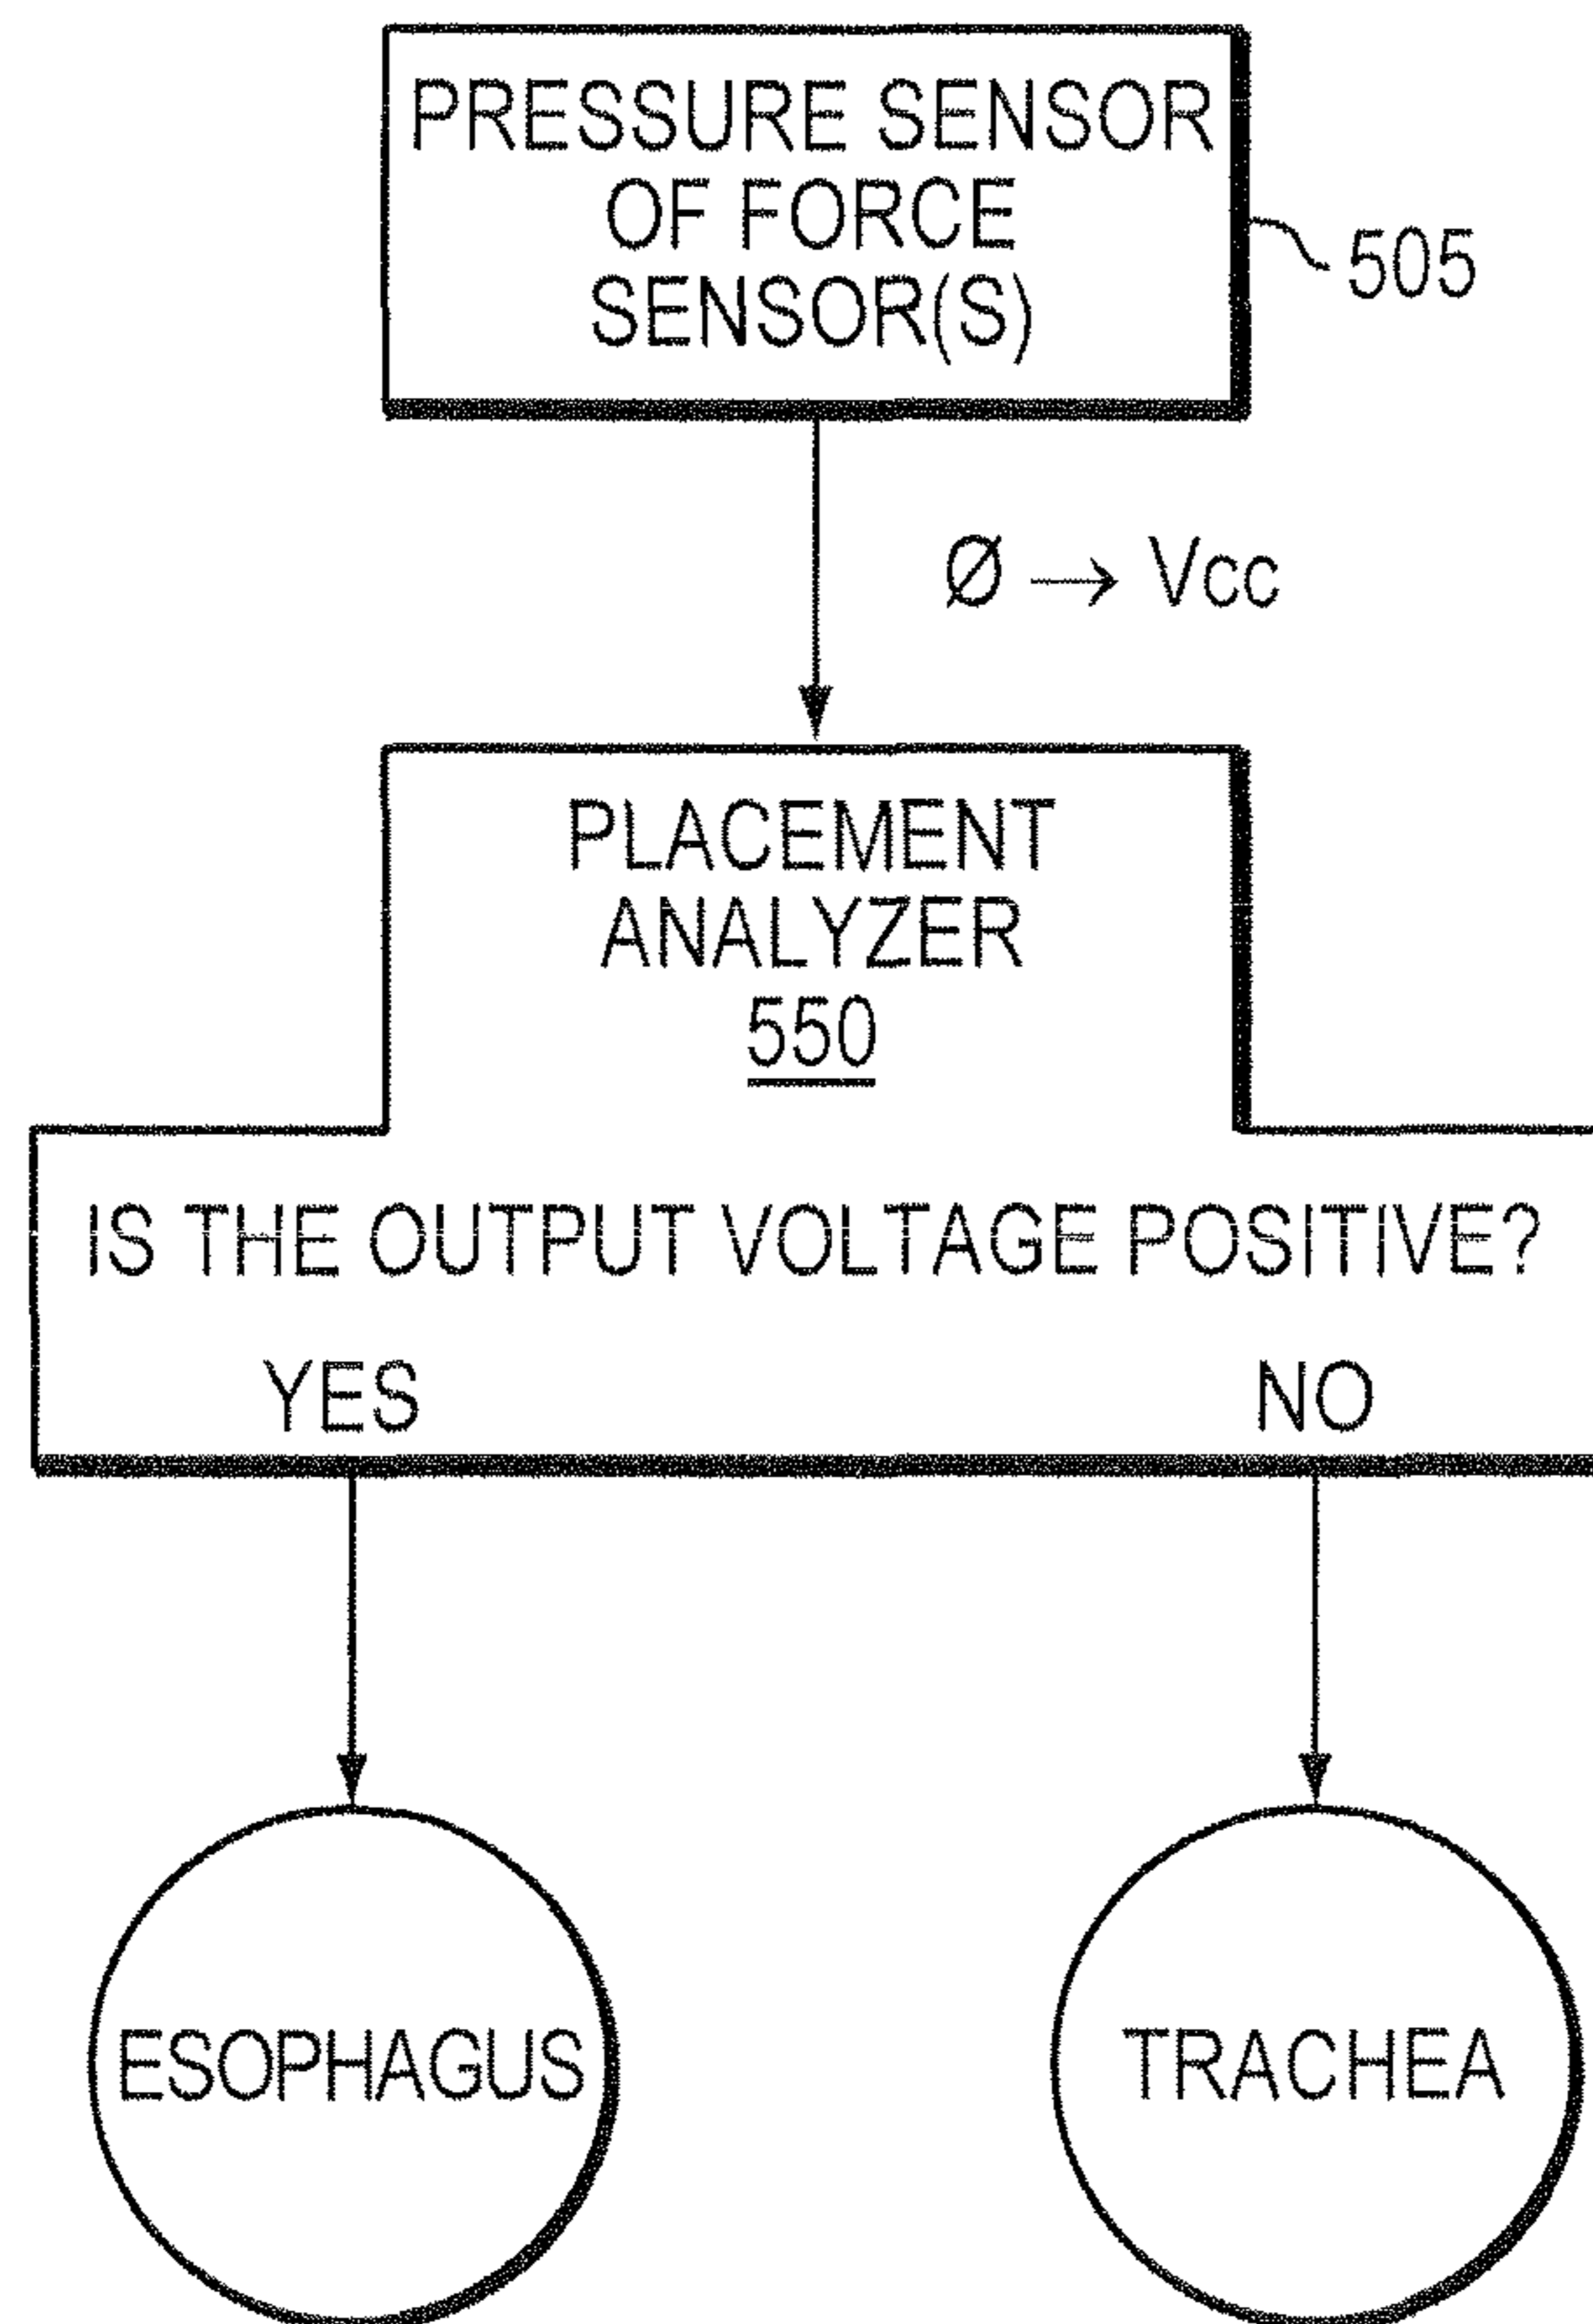 PRESSURE SENSOR
OF FORCE
SENSOR(S)
505
Ø → Vcc
PLACEMENT
ANALYZER
550
IS THE OUTPUT VOLTAGE POSITIVE?
YES NO
ESOPHAGUS TRACHEA